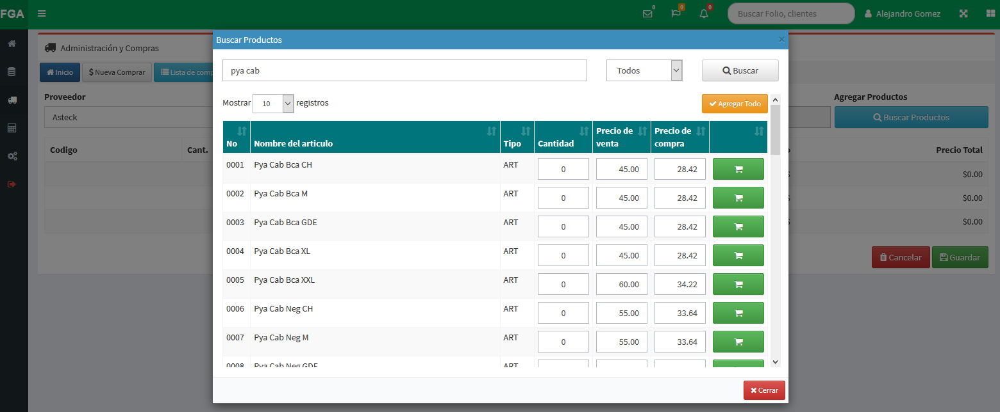 FGA
0
0
0
Buscar Folio, clientes
Alejandro Gomez
Administración y Compras
Inicio
$ Nueva Comprar
Lista de comp
Proveedor
Asteck
Codigo
Cant.
Agregar Productos
Buscar Productos
Precio Total
$0.00
$0.00
$0.00
Cancelar
Guardar
Buscar Productos
×
pya cab
Todos
Buscar
Mostrar 10 registros
Agregar Todo
No Nombre del articulo Tipo Cantidad Precio de venta Precio de compra
0001 Pya Cab Bca CH ART 0 45.00 28.42
0002 Pya Cab Bca M ART 0 45.00 28.42
0003 Pya Cab Bca GDE ART 0 45.00 28.42
0004 Pya Cab Bca XL ART 0 45.00 28.42
0005 Pya Cab Bca XXL ART 0 60.00 34.22
0006 Pya Cab Neg CH ART 0 55.00 33.64
0007 Pya Cab Neg M ART 0 55.00 33.64
0008 Pya Cab Neg GDE ART
Cerrar